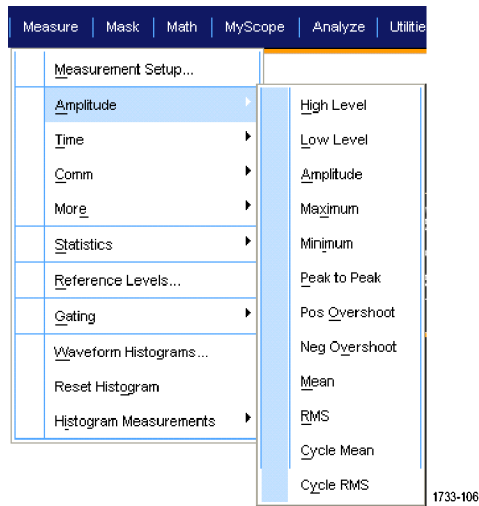 Measure | Mask | Math | MyScope | Analyze | Utilitie
Measurement Setup...
Amplitude
Time
Comm
More
Statistics
Reference Levels...
Gating
Waveform Histograms...
Reset Histogram
Histogram Measurements
High Level
Low Level
Amplitude
Maximum
Minimum
Peak to Peak
Pos Overshoot
Neg Overshoot
Mean
RMS
Cycle Mean
Cycle RMS
1733-106